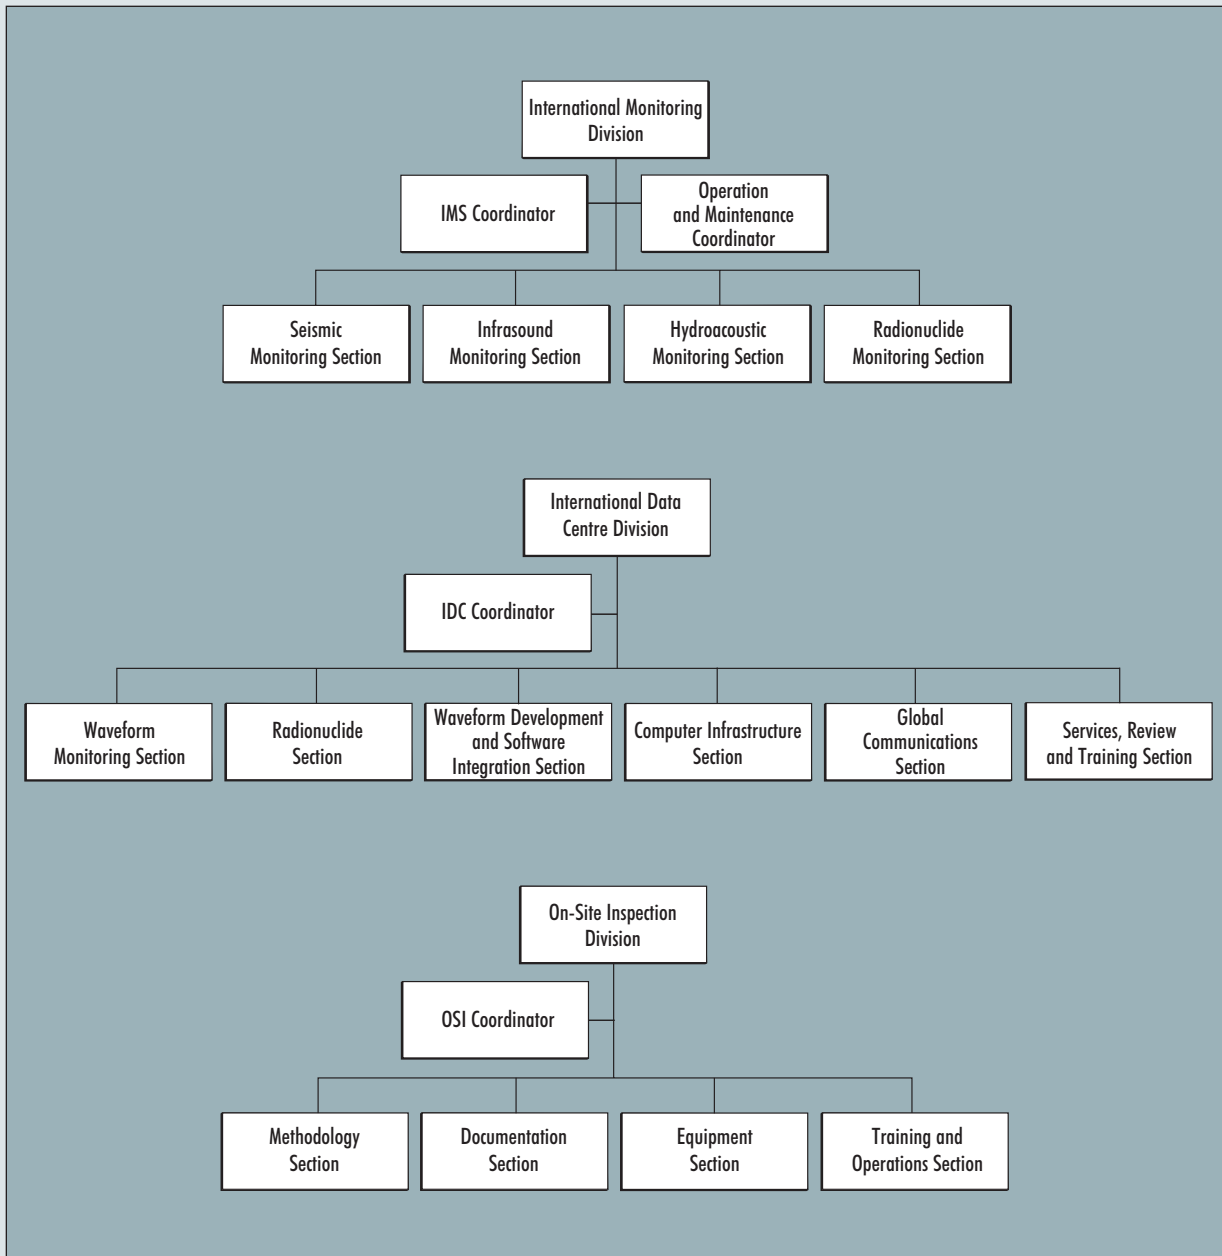 International Monitoring
Division
IMS Coordinator
Operation
and Maintenance
Coordinator
Seismic
Monitoring Section
Infrasound
Monitoring Section
Hydroacoustic
Monitoring Section
Radionuclide
Monitoring Section
International Data
Centre Division
IDC Coordinator
Waveform
Monitoring Section
Radionuclide
Section
Waveform Development
and Software
Integration Section
Computer Infrastructure
Section
Global
Communications
Section
Services, Review
and Training Section
On-Site Inspection
Division
OSI Coordinator
Methodology
Section
Documentation
Section
Equipment
Section
Training and
Operations Section